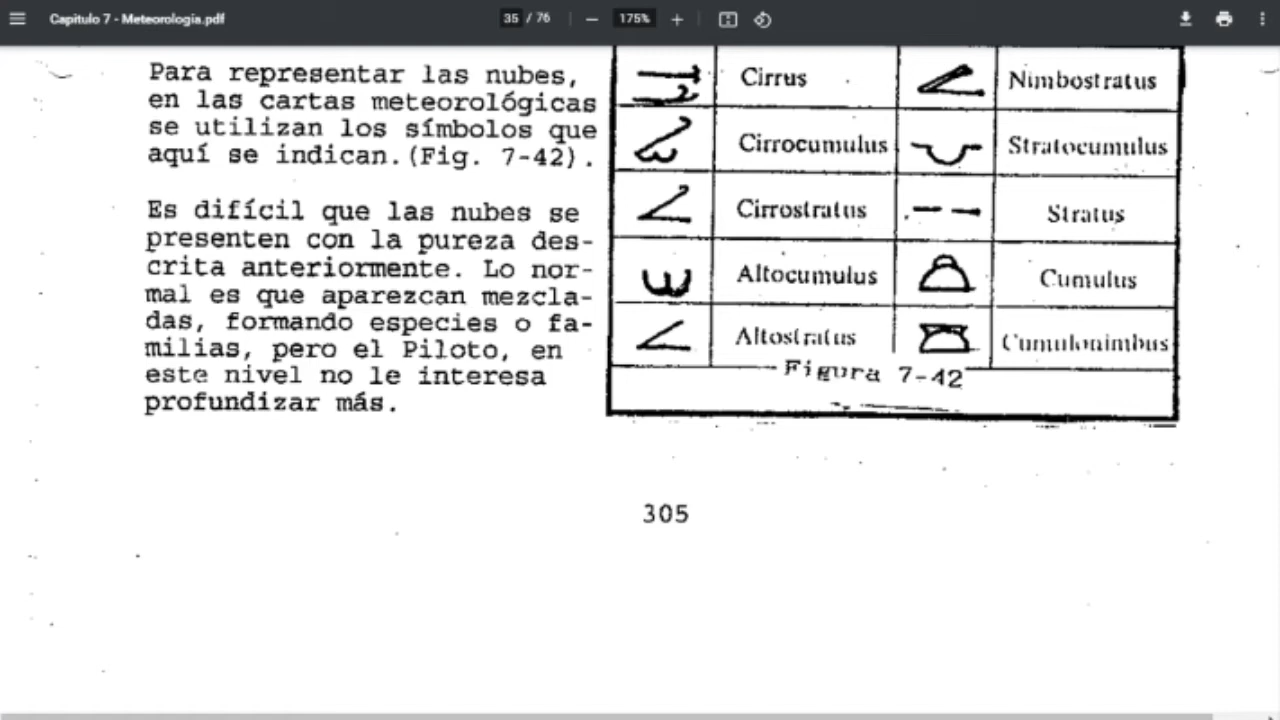 Capitulo 7 - Meteorologia.pdf
35 / 76
175%
Para representar las nubes,
en las cartas meteorológicas
se utilizan los símbolos que
aquí se indican.(Fig. 7-42).
Es difícil que las nubes se
presenten con la pureza des-
crita anteriormente. Lo nor-
mal es que aparezcan mezcla-
das, formando especies o fa-
milias, pero el Piloto, en
este nivel no le interesa
profundizar más.
Cirrus Nimbostratus
Cirrocumulus Stratocumulus
Cirrostratus Stratus
Altocumulus Cumulus
Altostratus Cumulonimbus
Figura 7-42
305